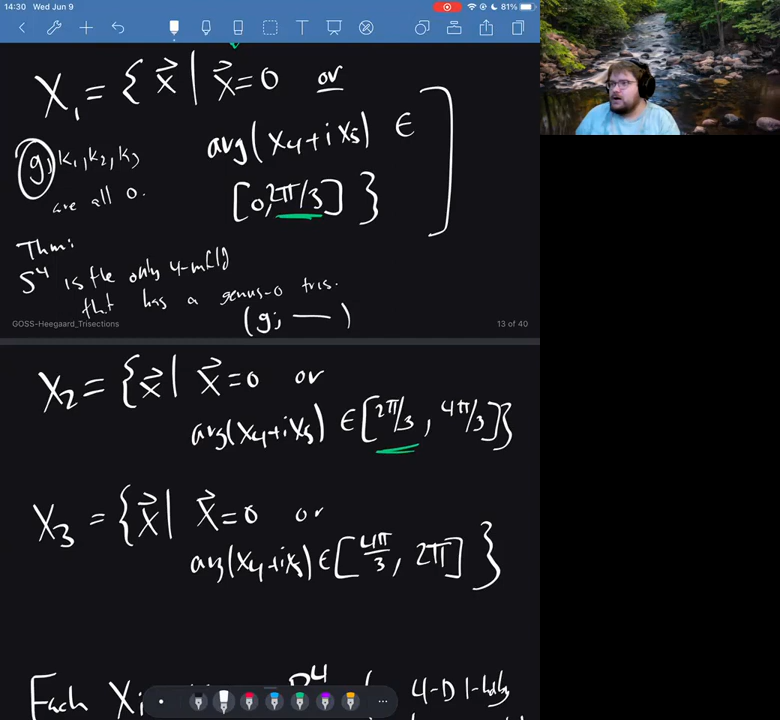 14:30 Wed Jun 9
81%
X₁ = { x⃗ | x⃗ = 0 or
arg(x₄+ix₅) ∈
[0, 2π/3] }
g, k₁, k₂, k₃
are all 0.
Thm:
S⁴ is the only 4-mfld
that has a genus-0 tris.
(g; —)
GOSS-Heegaard_Trisections
13 of 40
X₂ = { x⃗ | x⃗ = 0 or
arg(x₄+ix₅) ∈ [2π/3, 4π/3] }
X₃ = { x⃗ | x⃗ = 0 or
arg(x₄+ix₅) ∈ [4π/3, 2π] }
Each Xi
4-D 1-hdby